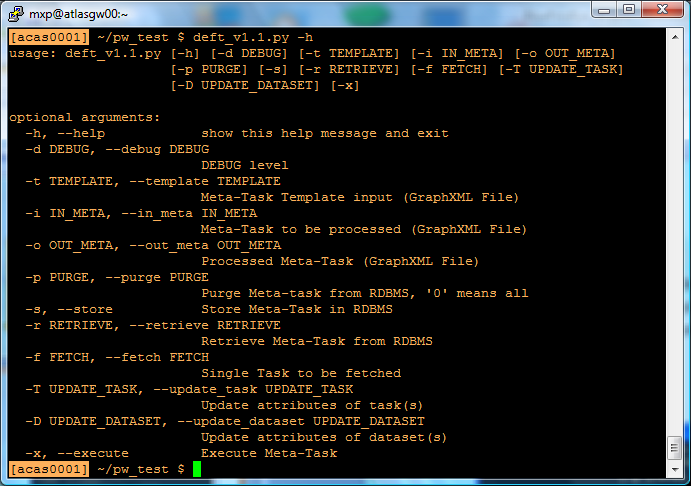 mxp@atlasgw00:~
[acas0001] ~/pw_test $ deft_v1.1.py -h
usage: deft_v1.1.py [-h] [-d DEBUG] [-t TEMPLATE] [-i IN_META] [-o OUT_META]
[-p PURGE] [-s] [-r RETRIEVE] [-f FETCH] [-T UPDATE_TASK]
[-D UPDATE_DATASET] [-x]
optional arguments:
-h, --help show this help message and exit
-d DEBUG, --debug DEBUG
DEBUG level
-t TEMPLATE, --template TEMPLATE
Meta-Task Template input (GraphXML File)
-i IN_META, --in_meta IN_META
Meta-Task to be processed (GraphXML File)
-o OUT_META, --out_meta OUT_META
Processed Meta-Task (GraphXML File)
-p PURGE, --purge PURGE
Purge Meta-task from RDBMS, '0' means all
-s, --store Store Meta-Task in RDBMS
-r RETRIEVE, --retrieve RETRIEVE
Retrieve Meta-Task from RDBMS
-f FETCH, --fetch FETCH
Single Task to be fetched
-T UPDATE_TASK, --update_task UPDATE_TASK
Update attributes of task(s)
-D UPDATE_DATASET, --update_dataset UPDATE_DATASET
Update attributes of dataset(s)
-x, --execute Execute Meta-Task
[acas0001] ~/pw_test $